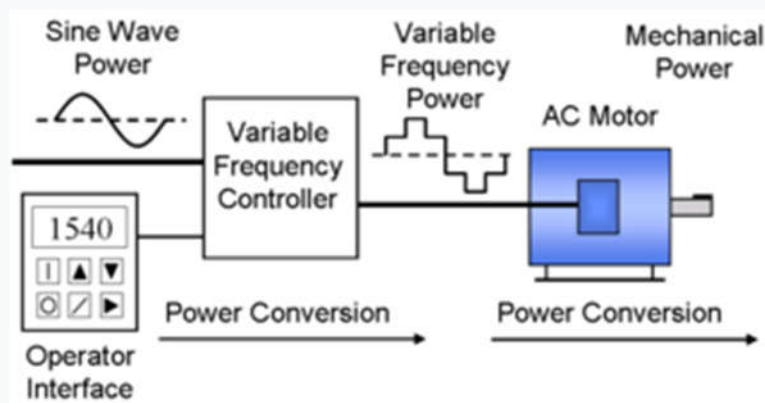 Sine Wave
Power
Variable
Frequency
Power
Mechanical
Power
AC Motor
Variable
Frequency
Controller
1540
Power Conversion
Power Conversion
Operator
Interface